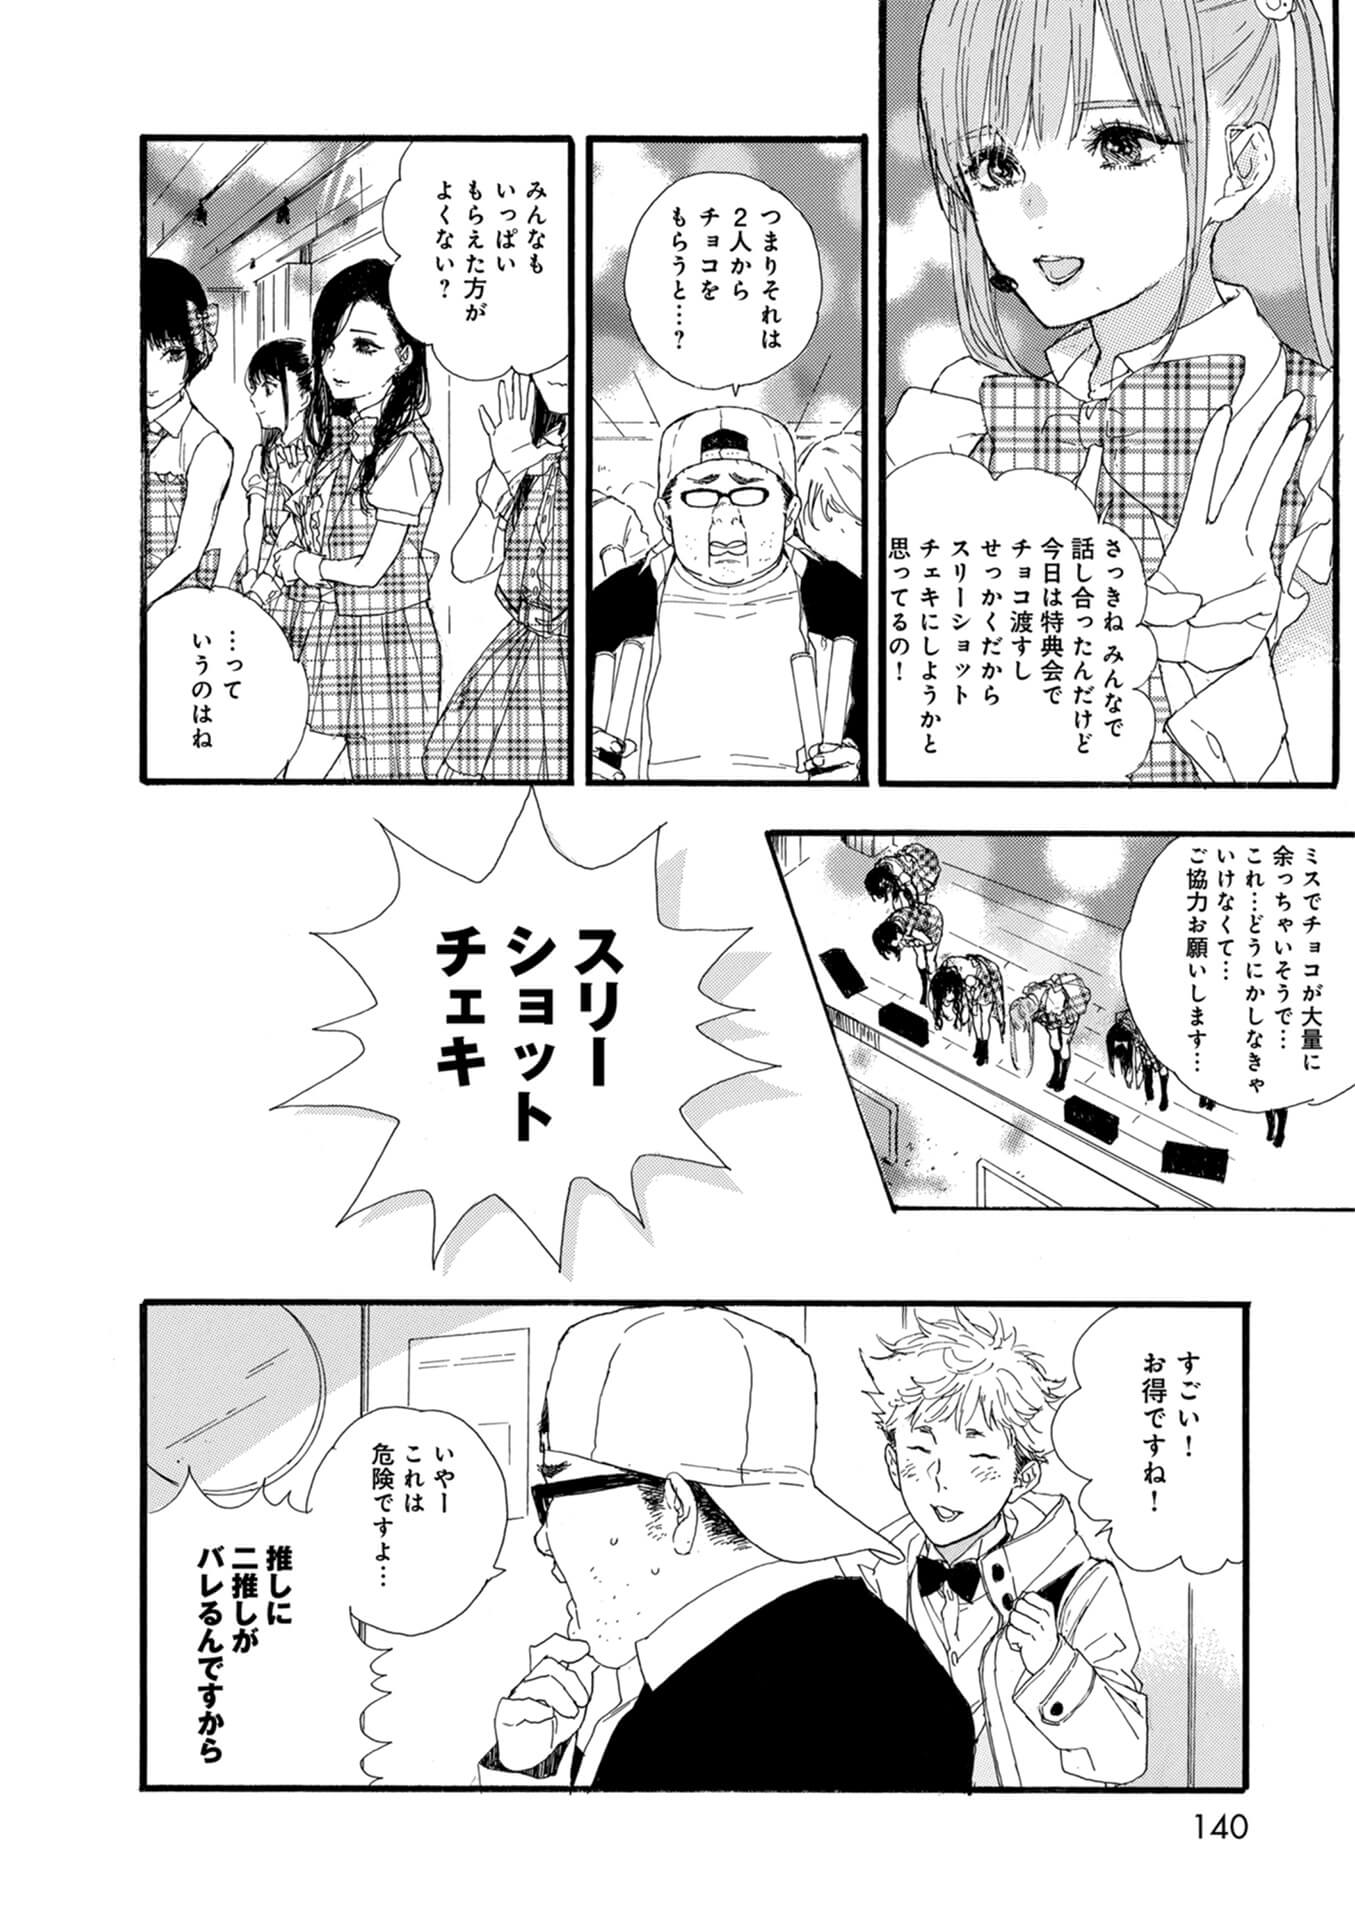 さっきね みんなで
話し合ったんだけど
今日は特典会で
チョコ渡すし
せっかくだから
スリーショット
チェキにしようかと
思ってるの！
つまりそれは
2人から
チョコを
もらうと…？
みんなも
いっぱい
もらえた方が
よくない？
…って
いうのはね
ミスでチョコが大量に
余っちゃいそうで…
これ…どうにかしなきゃ
いけなくて…
ご協力お願いします…
スリー
ショット
チェキ
すごい！
お得ですね！
いやー
これは
危険ですよ…
推しに
二推しが
バレるんですから
140